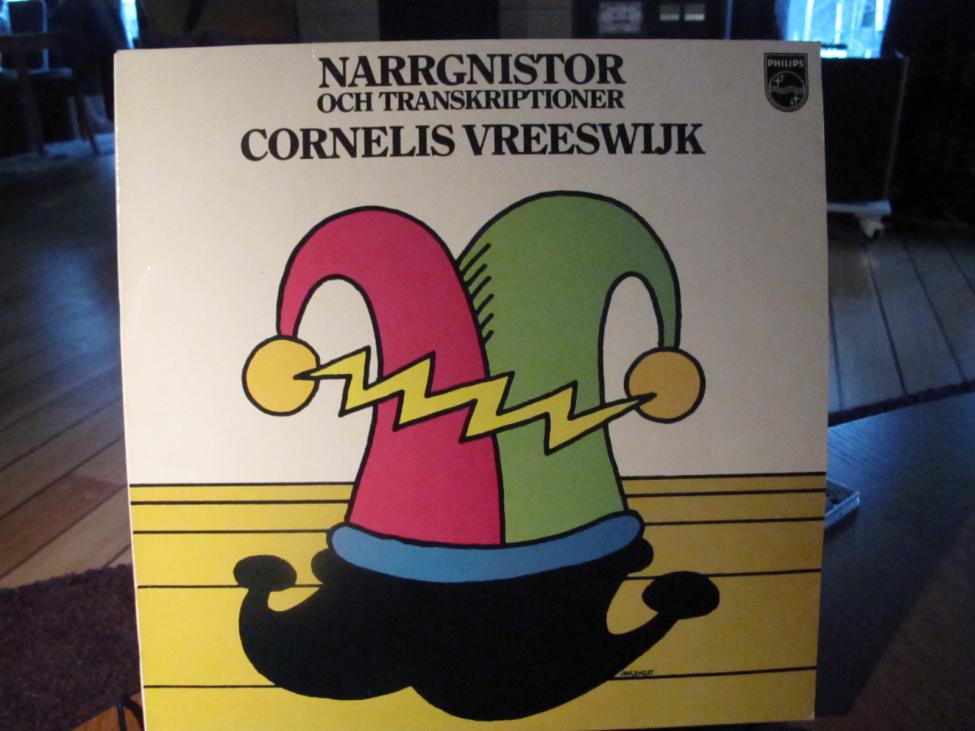 NARRGNISTOR
OCH TRANSKRIPTIONER
CORNELIS VREESWIJK
PHILIPS